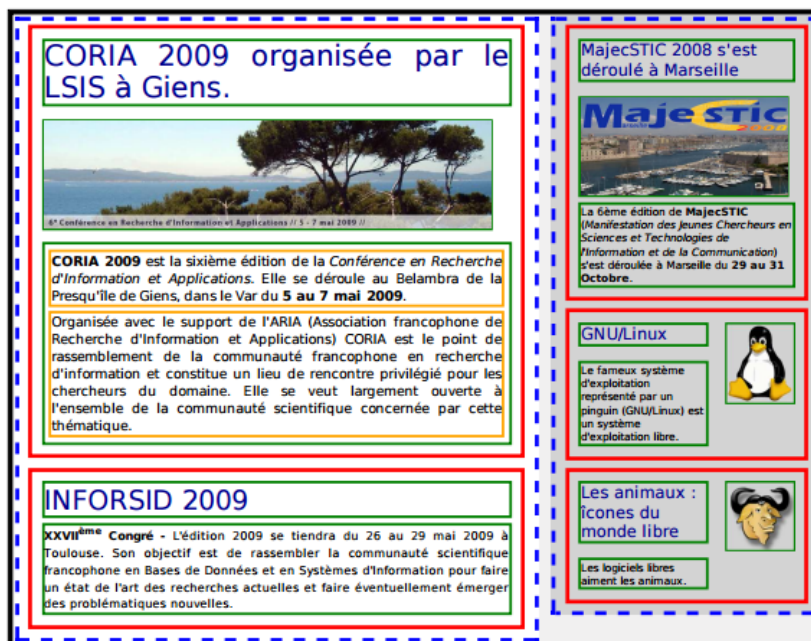 CORIA 2009 organisée par le
LSIS à Giens.
6e Conférence en Recherche d'Information et Applications // 5 - 7 mai 2009 //
CORIA 2009 est la sixième édition de la Conférence en Recherche
d'Information et Applications. Elle se déroule au Belambra de la
Presqu'île de Giens, dans le Var du 5 au 7 mai 2009.
Organisée avec le support de l'ARIA (Association francophone de
Recherche d'Information et Applications) CORIA est le point de
rassemblement de la communauté francophone en recherche
d'information et constitue un lieu de rencontre privilégié pour les
chercheurs du domaine. Elle se veut largement ouverte à
l'ensemble de la communauté scientifique concernée par cette
thématique.
INFORSID 2009
XXVIIème Congré - L'édition 2009 se tiendra du 26 au 29 mai 2009 à
Toulouse. Son objectif est de rassembler la communauté scientifique
francophone en Bases de Données et en Systèmes d'Information pour faire
un état de l'art des recherches actuelles et faire éventuellement émerger
des problématiques nouvelles.
MajecSTIC 2008 s'est
déroulé à Marseille
MajeCSTIC
Marseille 2008
La 6ème édition de MajecSTIC
(Manifestation des Jeunes Chercheurs en
Sciences et Technologies de
l'Information et de la Communication)
s'est déroulée à Marseille du 29 au 31
Octobre.
GNU/Linux
Le fameux système
d'exploitation
représenté par un
pinguin (GNU/Linux) est
un système
d'exploitation libre.
Les animaux :
îcones du
monde libre
Les logiciels libres
aiment les animaux.